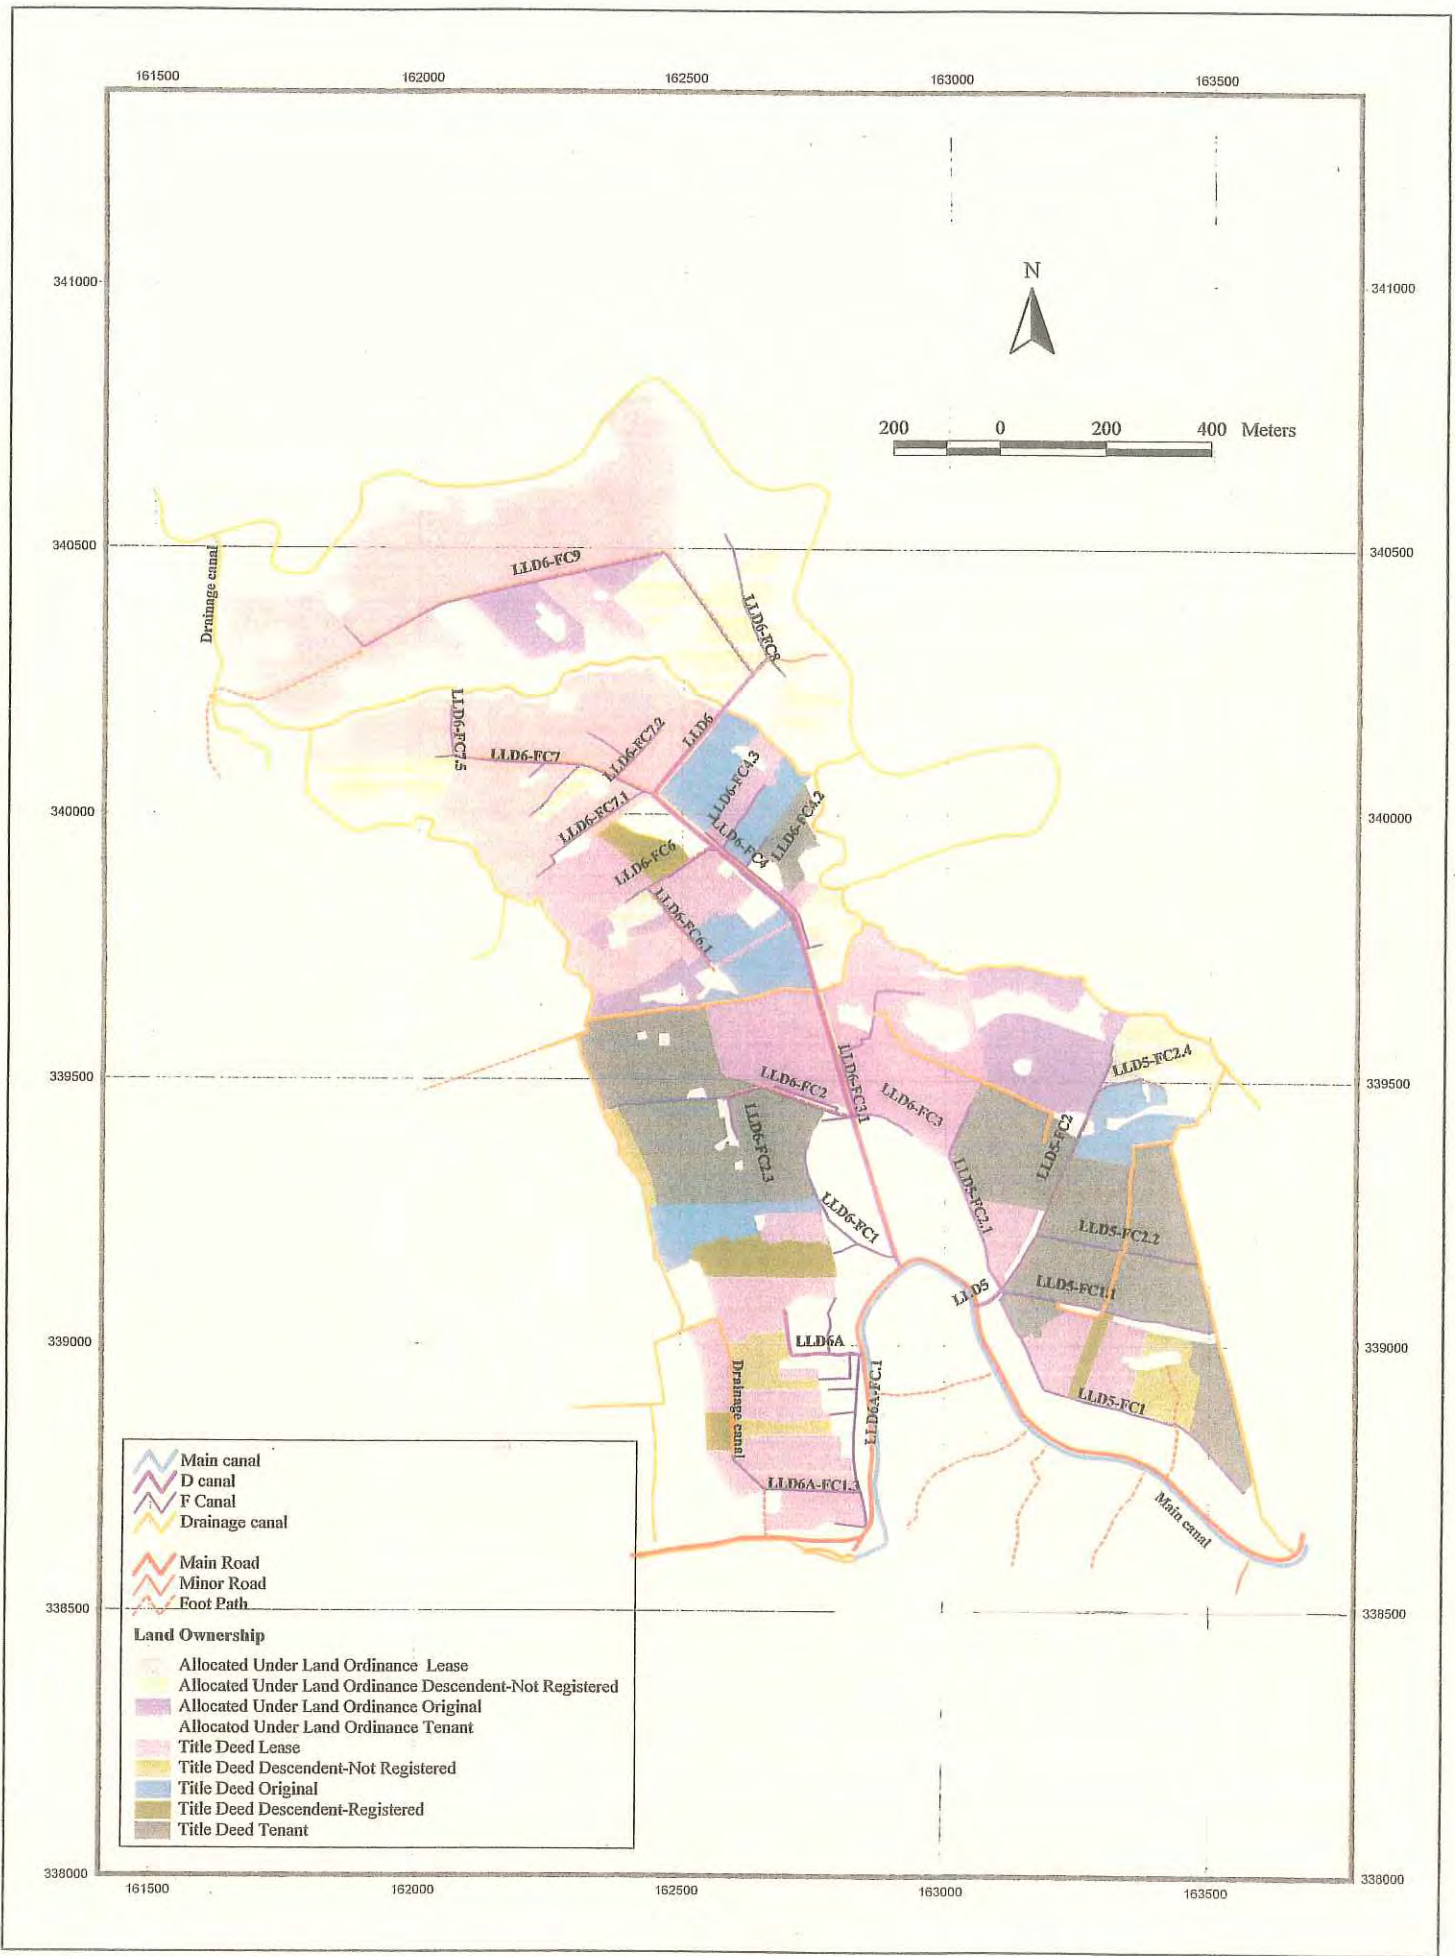 161500 162000 162500 163000 163500
N
341000 341000
200 0 200 400 Meters
340500 340500
LLD6-FC9
Drainage canal
LLD6-FC8
LLD6-FC7.5
LLD6-FC7
LLD6-FC7.2
LLD6
LLD6-FC4.3
LLD6-FC7.1
LLD6-FC4.2
340000 340000
LLD6-FC4
LLD6-FC6
LLD6-FC6.1
LLD5-FC2.4
339500 339500
LLD6-FC2
LLD6-FC3.1
LLD6-FC3
LLD6-FC2.3
LLD5-FC2
LLD5-FC2.1
LLD6-FC1
LLD5-FC2.2
LLD5
LLD5-FC1.1
339000 339000
LLD6A
Drainage canal
LLD6A-FC.1
LLD5-FC1
LLD6A-FC1.3
Main canal
Main canal
D canal
F Canal
Drainage canal
Main Road
Minor Road
Foot Path
338500 338500
Land Ownership
Allocated Under Land Ordinance Lease
Allocated Under Land Ordinance Descendent-Not Registered
Allocated Under Land Ordinance Original
Allocatod Under Land Ordinance Tenant
Title Deed Lease
Title Deed Descendent-Not Registered
Title Deed Original
Title Deed Descendent-Registered
Title Deed Tenant
338000 338000
161500 162000 162500 163000 163500